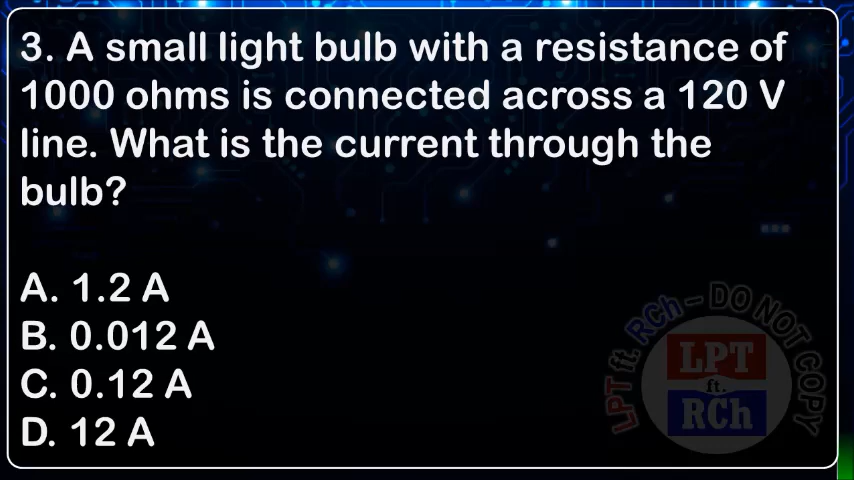 3. A small light bulb with a resistance of
1000 ohms is connected across a 120 V
line. What is the current through the
bulb?
A. 1.2 A
B. 0.012 A
C. 0.12 A
D. 12 A
LPT ft. RCh – DO NOT COPY
LPT
ft.
RCh